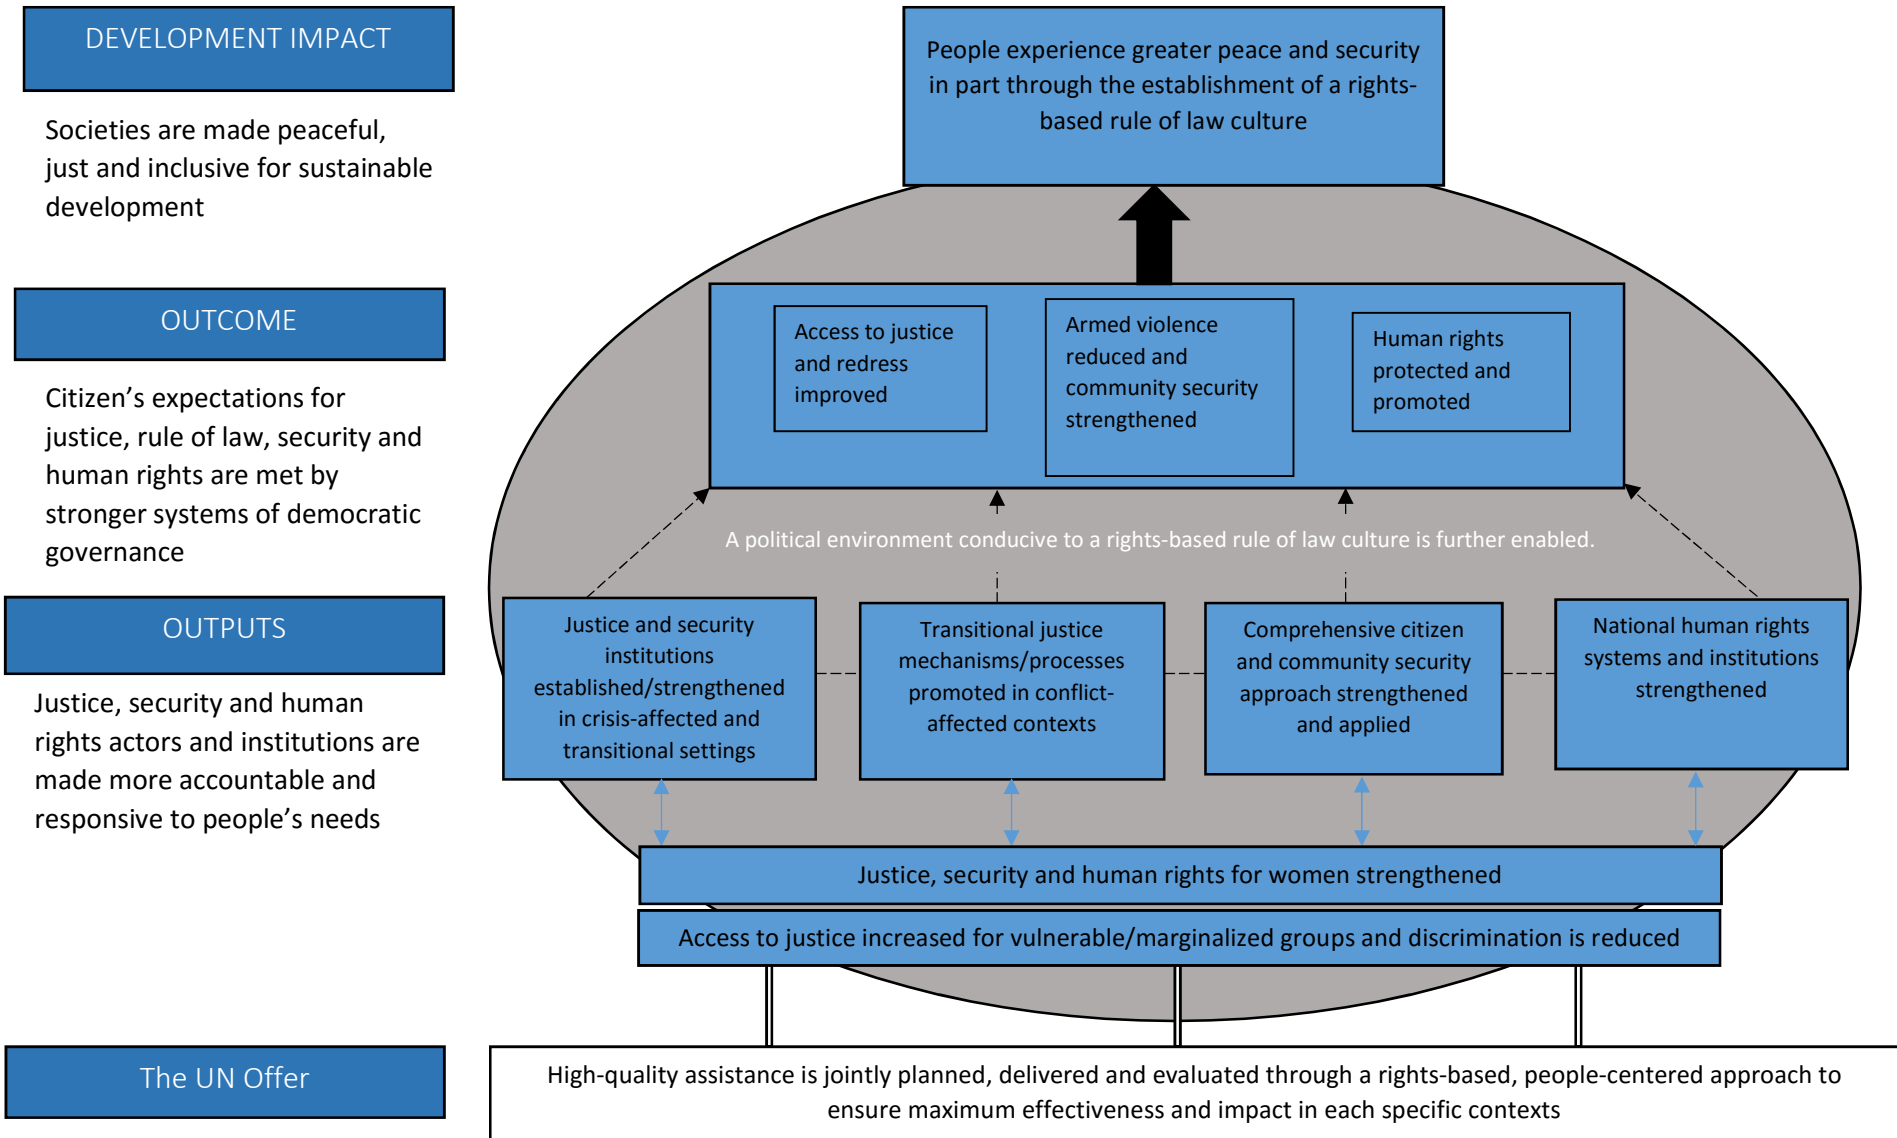 DEVELOPMENT IMPACT
Societies are made peaceful,
just and inclusive for sustainable
development
OUTCOME
Citizen’s expectations for
justice, rule of law, security and
human rights are met by
stronger systems of democratic
governance
OUTPUTS
Justice, security and human
rights actors and institutions are
made more accountable and
responsive to people’s needs
The UN Offer
People experience greater peace and security
in part through the establishment of a rights-
based rule of law culture
Access to justice
and redress
improved
Armed violence
reduced and
community security
strengthened
Human rights
protected and
promoted
A political environment conducive to a rights-based rule of law culture is further enabled.
Justice and security
institutions
established/strengthened
in crisis-affected and
transitional settings
Transitional justice
mechanisms/processes
promoted in conflict-
affected contexts
Comprehensive citizen
and community security
approach strengthened
and applied
National human rights
systems and institutions
strengthened
Justice, security and human rights for women strengthened
Access to justice increased for vulnerable/marginalized groups and discrimination is reduced
High-quality assistance is jointly planned, delivered and evaluated through a rights-based, people-centered approach to
ensure maximum effectiveness and impact in each specific contexts